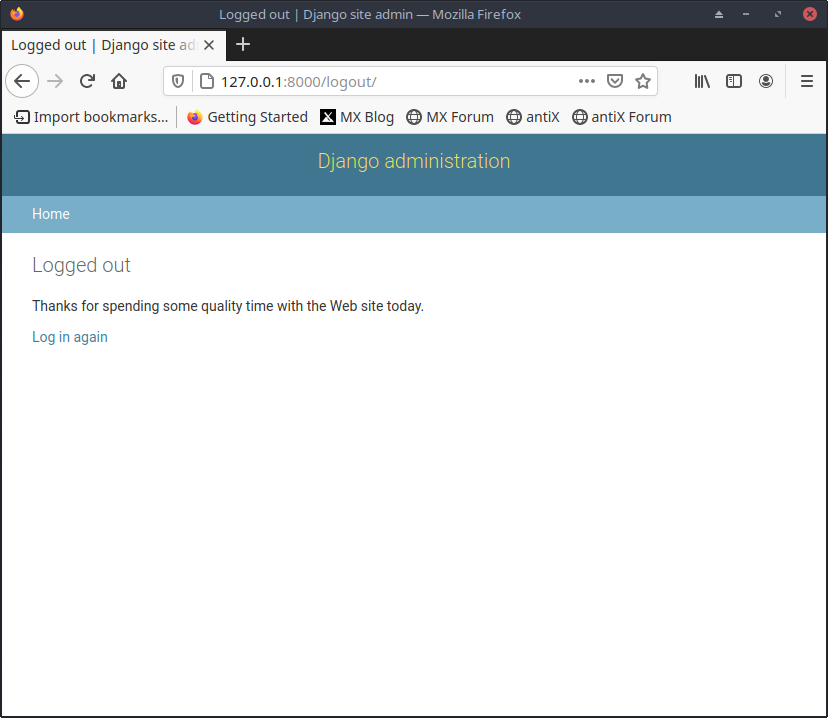 Logged out | Django site admin — Mozilla Firefox
Logged out | Django site ad
127.0.0.1:8000/logout/
Import bookmarks... Getting Started MX Blog MX Forum antiX antiX Forum
Django administration
Home
Logged out
Thanks for spending some quality time with the Web site today.
Log in again